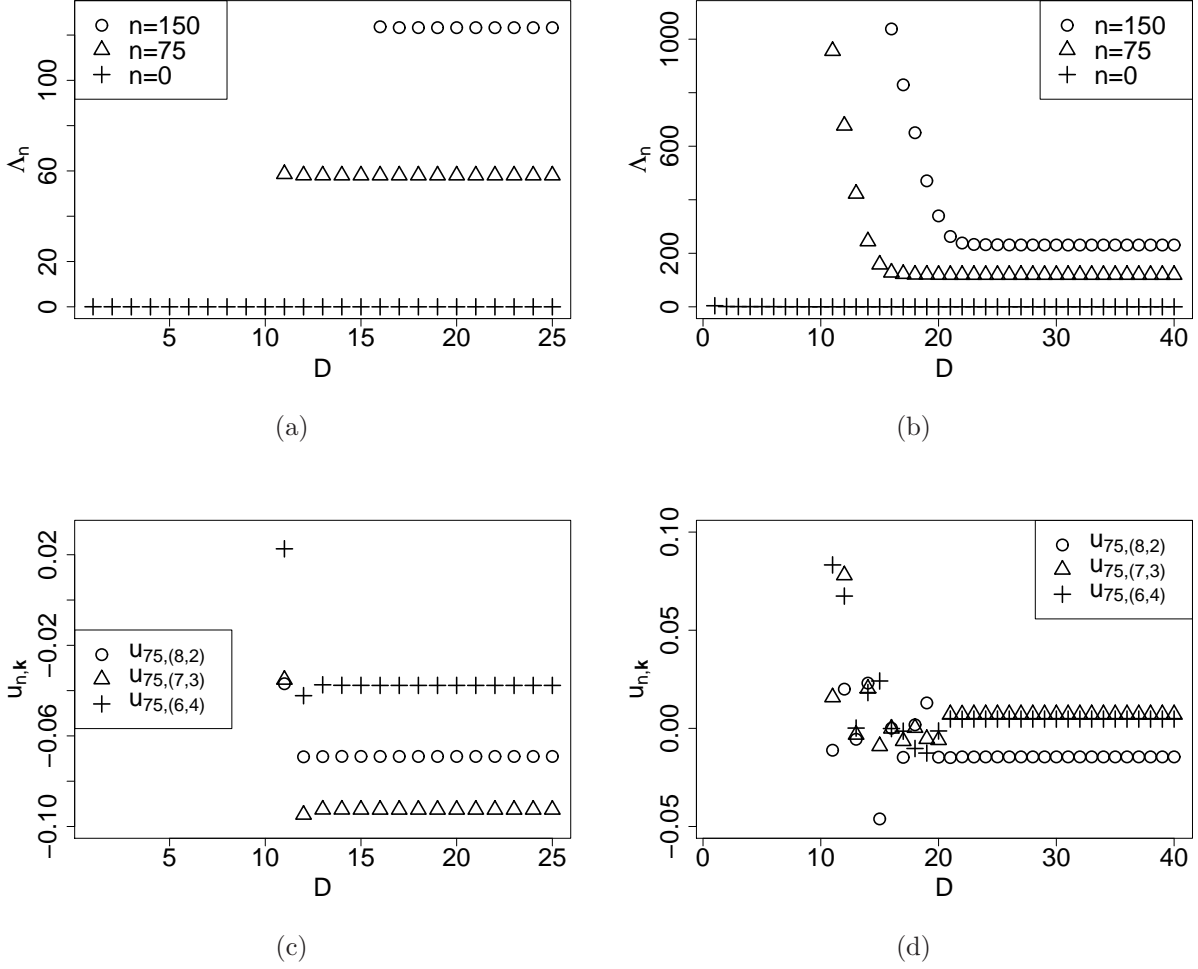 n=150
n=75
n=0
Λn
0 20 60 100
5 10 15 20 25
D
(a)
n=150
n=75
n=0
Λn
0 200 600 1000
0 10 20 30 40
D
(b)
u75,(8,2)
u75,(7,3)
u75,(6,4)
un,k
−0.10 −0.06 −0.02 0.02
5 10 15 20 25
D
(c)
u75,(8,2)
u75,(7,3)
u75,(6,4)
un,k
−0.05 0.00 0.05 0.10
0 10 20 30 40
D
(d)